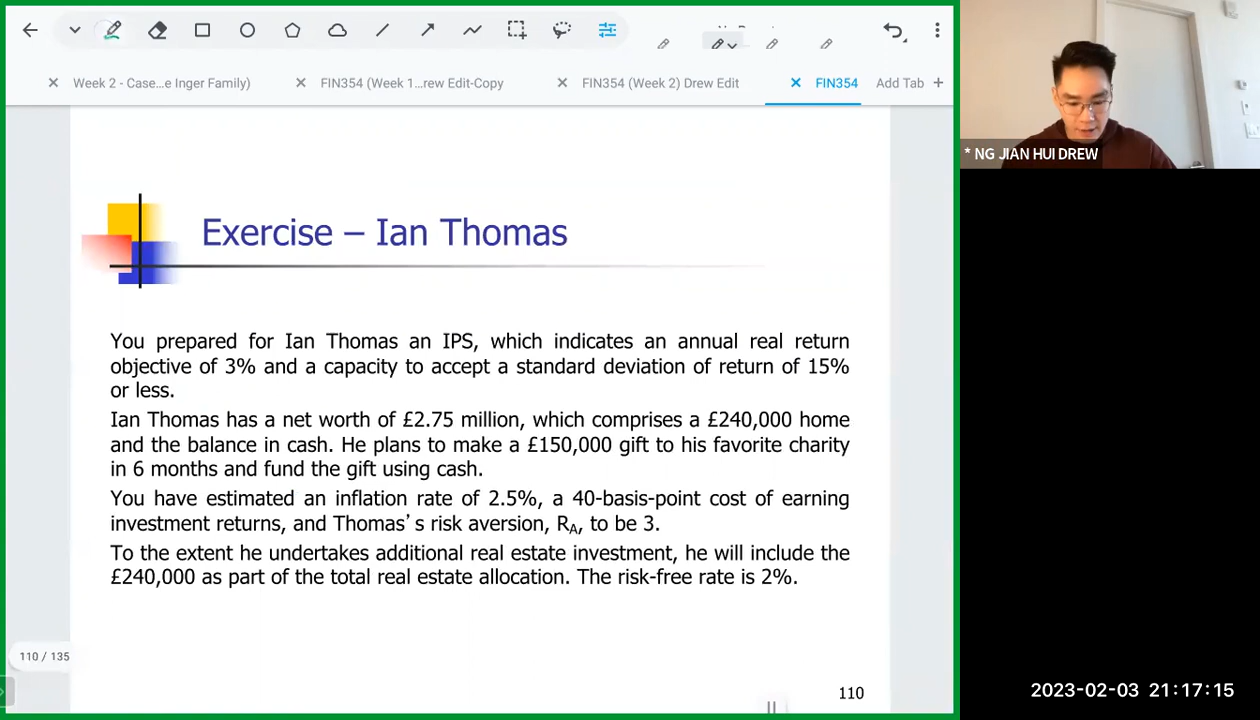 Week 2 - Case...e Inger Family)
FIN354 (Week 1...rew Edit-Copy
FIN354 (Week 2) Drew Edit
FIN354
Add Tab
* NG JIAN HUI DREW
Exercise – Ian Thomas
You prepared for Ian Thomas an IPS, which indicates an annual real return
objective of 3% and a capacity to accept a standard deviation of return of 15%
or less.
Ian Thomas has a net worth of £2.75 million, which comprises a £240,000 home
and the balance in cash. He plans to make a £150,000 gift to his favorite charity
in 6 months and fund the gift using cash.
You have estimated an inflation rate of 2.5%, a 40-basis-point cost of earning
investment returns, and Thomas's risk aversion, RA, to be 3.
To the extent he undertakes additional real estate investment, he will include the
£240,000 as part of the total real estate allocation. The risk-free rate is 2%.
110 / 135
110
2023-02-03 21:17:15